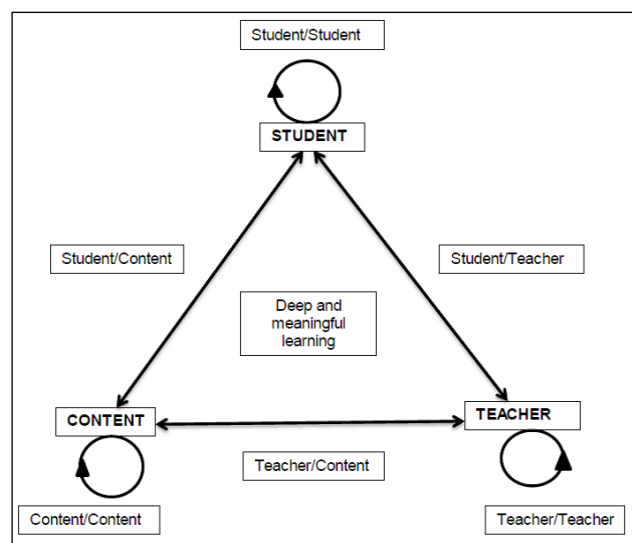 Student/Student
STUDENT
Student/Content
Student/Teacher
Deep and
meaningful
learning
CONTENT
TEACHER
Teacher/Content
Content/Content
Teacher/Teacher